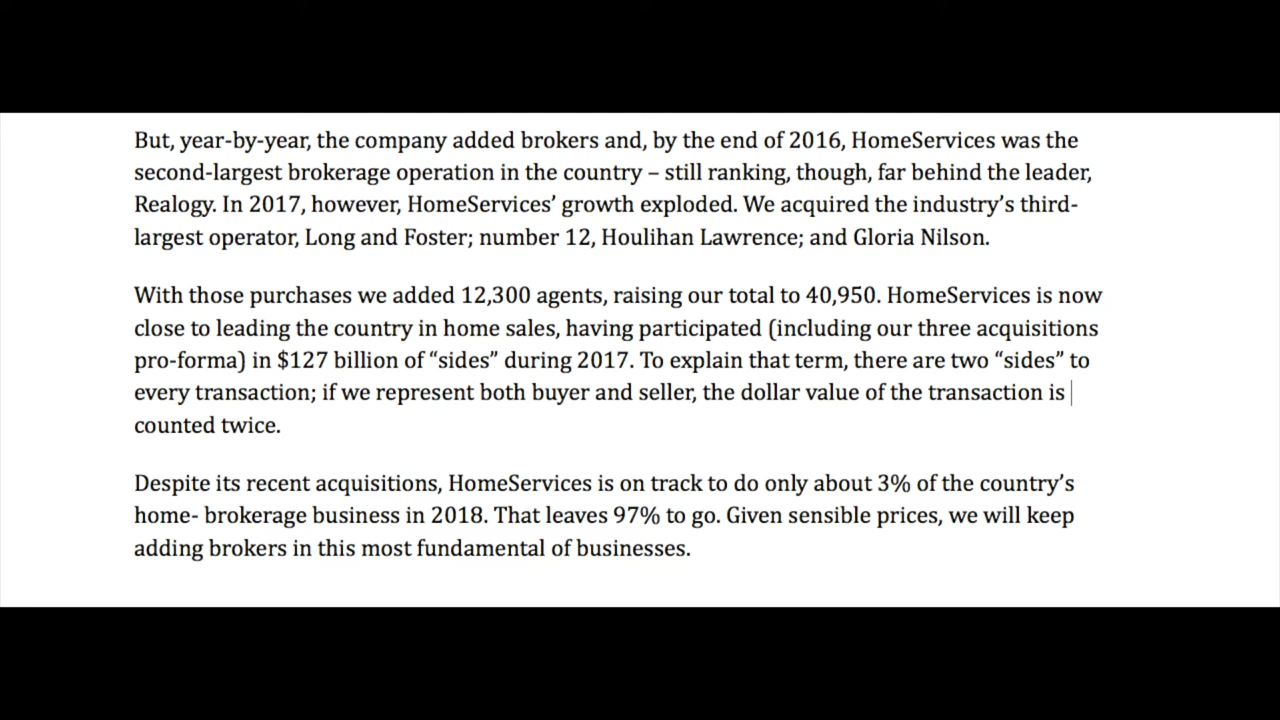 But, year-by-year, the company added brokers and, by the end of 2016, HomeServices was the
second-largest brokerage operation in the country – still ranking, though, far behind the leader,
Realogy. In 2017, however, HomeServices’ growth exploded. We acquired the industry’s third-
largest operator, Long and Foster; number 12, Houlihan Lawrence; and Gloria Nilson.
With those purchases we added 12,300 agents, raising our total to 40,950. HomeServices is now
close to leading the country in home sales, having participated (including our three acquisitions
pro-forma) in $127 billion of “sides” during 2017. To explain that term, there are two “sides” to
every transaction; if we represent both buyer and seller, the dollar value of the transaction is
counted twice.
Despite its recent acquisitions, HomeServices is on track to do only about 3% of the country’s
home- brokerage business in 2018. That leaves 97% to go. Given sensible prices, we will keep
adding brokers in this most fundamental of businesses.